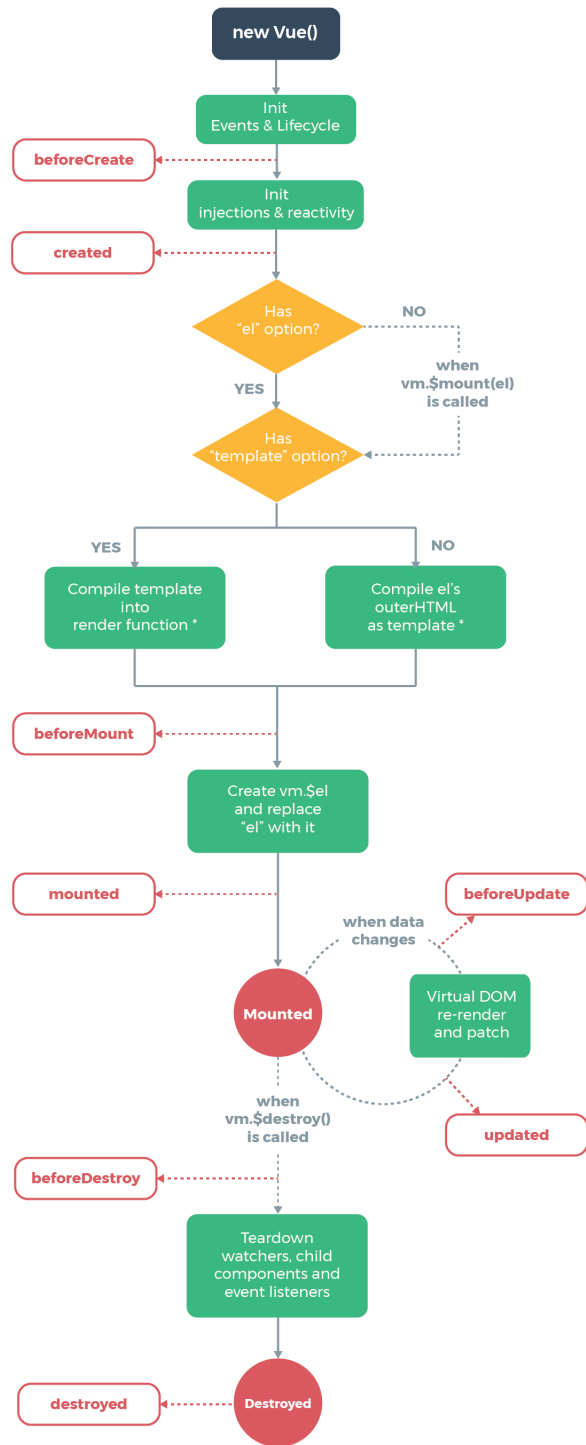 new Vue()
Init
Events & Lifecycle
beforeCreate
Init
injections & reactivity
created
Has
“el” option?
NO
when
vm.$mount(el)
is called
YES
Has
“template” option?
YES
NO
Compile template
into
render function *
Compile el’s
outerHTML
as template *
beforeMount
Create vm.$el
and replace
“el” with it
mounted
when data
changes
beforeUpdate
Mounted
Virtual DOM
re-render
and patch
when
vm.$destroy()
is called
updated
beforeDestroy
Teardown
watchers, child
components and
event listeners
destroyed
Destroyed